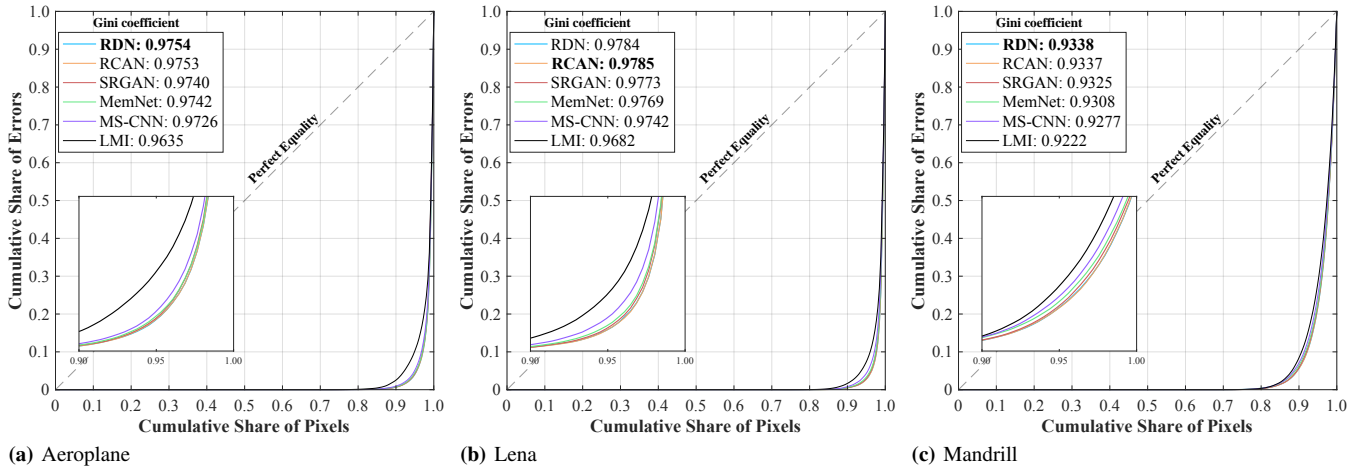 Gini coefficient
RDN: 0.9754
RCAN: 0.9753
SRGAN: 0.9740
MemNet: 0.9742
MS-CNN: 0.9726
LMI: 0.9635
Perfect Equality
Cumulative Share of Errors
1.0
0.9
0.8
0.7
0.6
0.5
0.4
0.3
0.2
0.1
0
0.90 0.95 1.00
0 0.1 0.2 0.3 0.4 0.5 0.6 0.7 0.8 0.9 1.0
Cumulative Share of Pixels
(a) Aeroplane
Gini coefficient
RDN: 0.9784
RCAN: 0.9785
SRGAN: 0.9773
MemNet: 0.9769
MS-CNN: 0.9742
LMI: 0.9682
Perfect Equality
Cumulative Share of Errors
1.0
0.9
0.8
0.7
0.6
0.5
0.4
0.3
0.2
0.1
0
0.90 0.95 1.00
0 0.1 0.2 0.3 0.4 0.5 0.6 0.7 0.8 0.9 1.0
Cumulative Share of Pixels
(b) Lena
Gini coefficient
RDN: 0.9338
RCAN: 0.9337
SRGAN: 0.9325
MemNet: 0.9308
MS-CNN: 0.9277
LMI: 0.9222
Perfect Equality
Cumulative Share of Errors
1.0
0.9
0.8
0.7
0.6
0.5
0.4
0.3
0.2
0.1
0
0.90 0.95 1.00
0 0.1 0.2 0.3 0.4 0.5 0.6 0.7 0.8 0.9 1.0
Cumulative Share of Pixels
(c) Mandrill